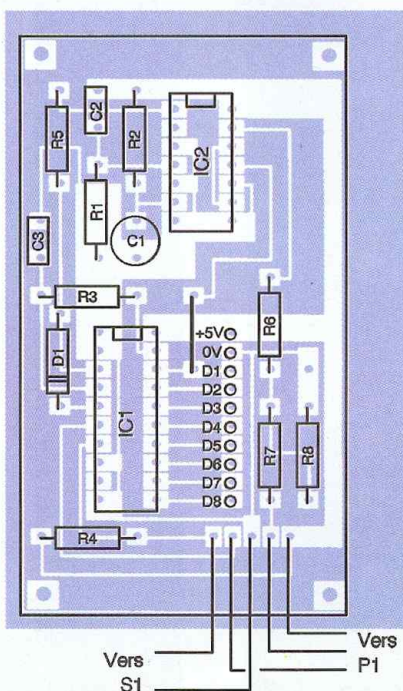 C2
R5
R2
IC2
R1
C3
C1
R3
R6
D1
IC1
+5V
0V
D1
D2
D3
D4
D5
D6
D7
D8
R7
R8
R4
Vers
S1
Vers
P1